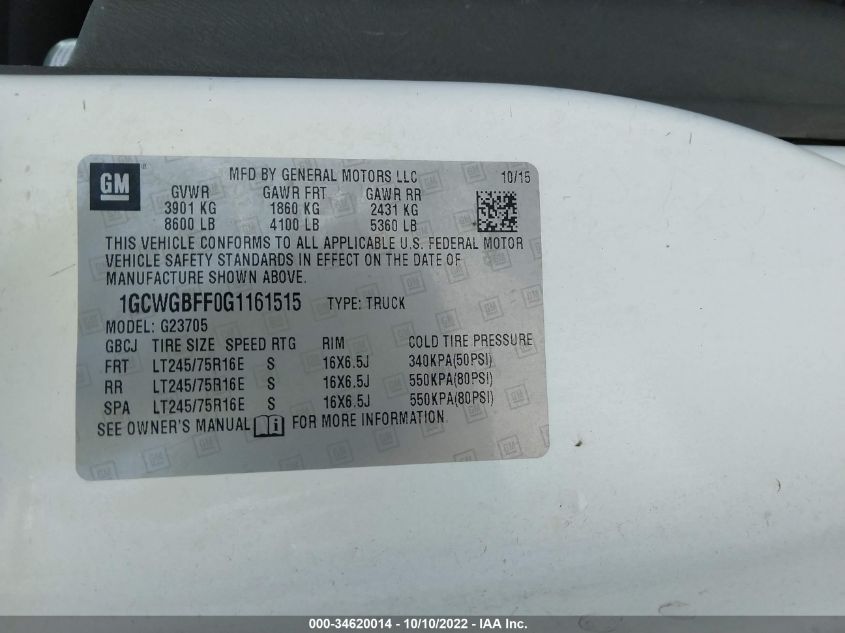 GM ® MFD BY GENERAL MOTORS LLC 10/15
GVWR GAWR FRT GAWR RR
3901 KG 1860 KG 2431 KG
8600 LB 4100 LB 5360 LB
THIS VEHICLE CONFORMS TO ALL APPLICABLE U.S. FEDERAL MOTOR
VEHICLE SAFETY STANDARDS IN EFFECT ON THE DATE OF
MANUFACTURE SHOWN ABOVE.
1GCWGBFF0G1161515 TYPE: TRUCK
MODEL: G23705
GBCJ TIRE SIZE SPEED RTG RIM COLD TIRE PRESSURE
FRT LT245/75R16E S 16X6.5J 340KPA(50PSI)
RR LT245/75R16E S 16X6.5J 550KPA(80PSI)
SPA LT245/75R16E S 16X6.5J 550KPA(80PSI)
SEE OWNER'S MANUAL FOR MORE INFORMATION.
000-34620014 - 10/10/2022 - IAA Inc.